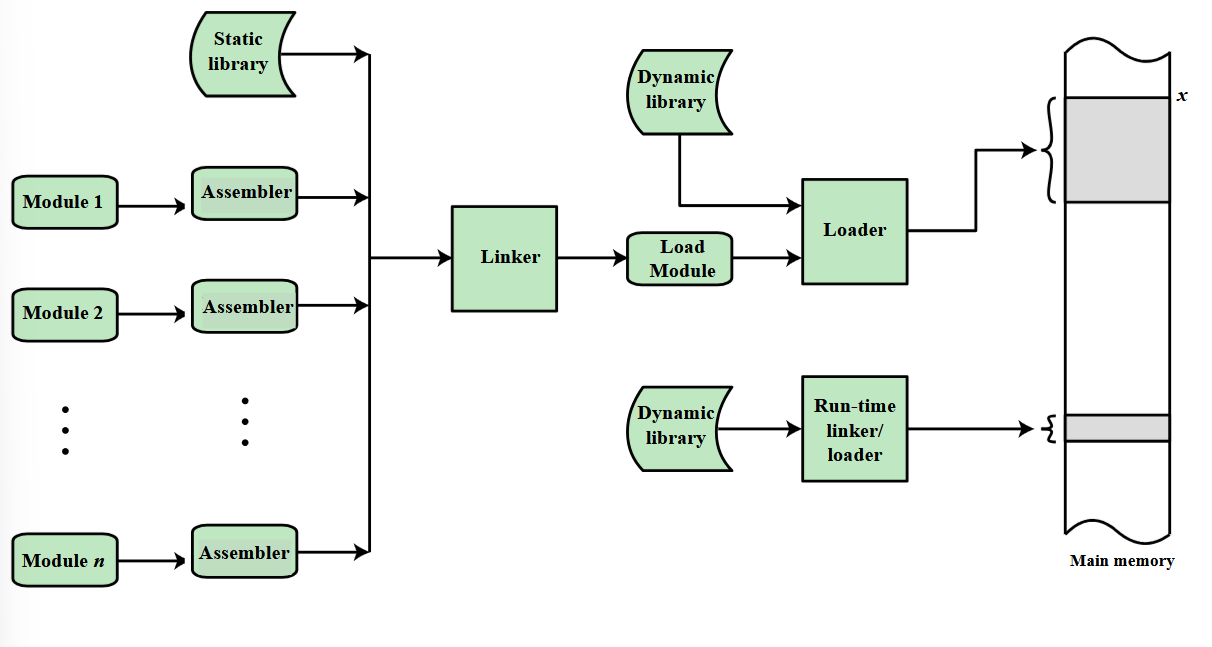 Static
library
Module 1
Assembler
Module 2
Assembler
Module n
Assembler
Linker
Dynamic
library
Load
Module
Loader
Dynamic
library
Run-time
linker/
loader
x
Main memory